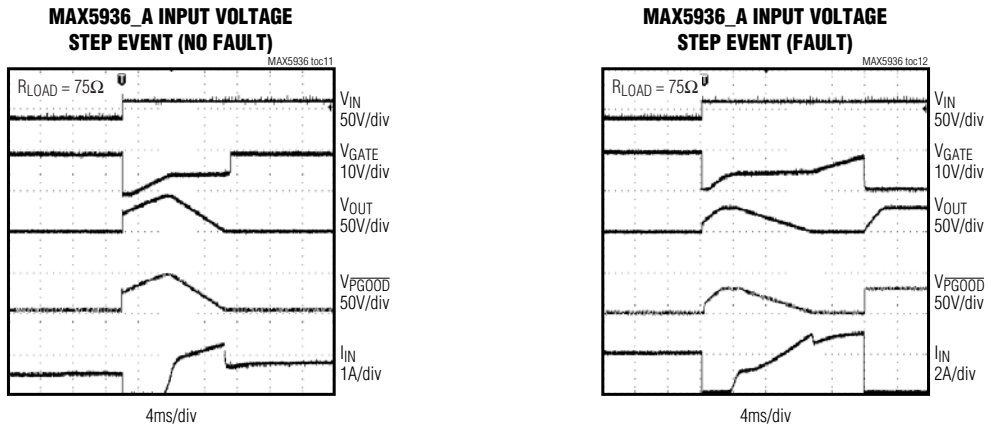 MAX5936_A INPUT VOLTAGE
STEP EVENT (NO FAULT)
MAX5936 toc11
RLOAD = 75Ω
VIN
50V/div
VGATE
10V/div
VOUT
50V/div
VPGOOD
50V/div
IIN
1A/div
4ms/div
MAX5936_A INPUT VOLTAGE
STEP EVENT (FAULT)
MAX5936 toc12
RLOAD = 75Ω
VIN
50V/div
VGATE
10V/div
VOUT
50V/div
VPGOOD
50V/div
IIN
2A/div
4ms/div